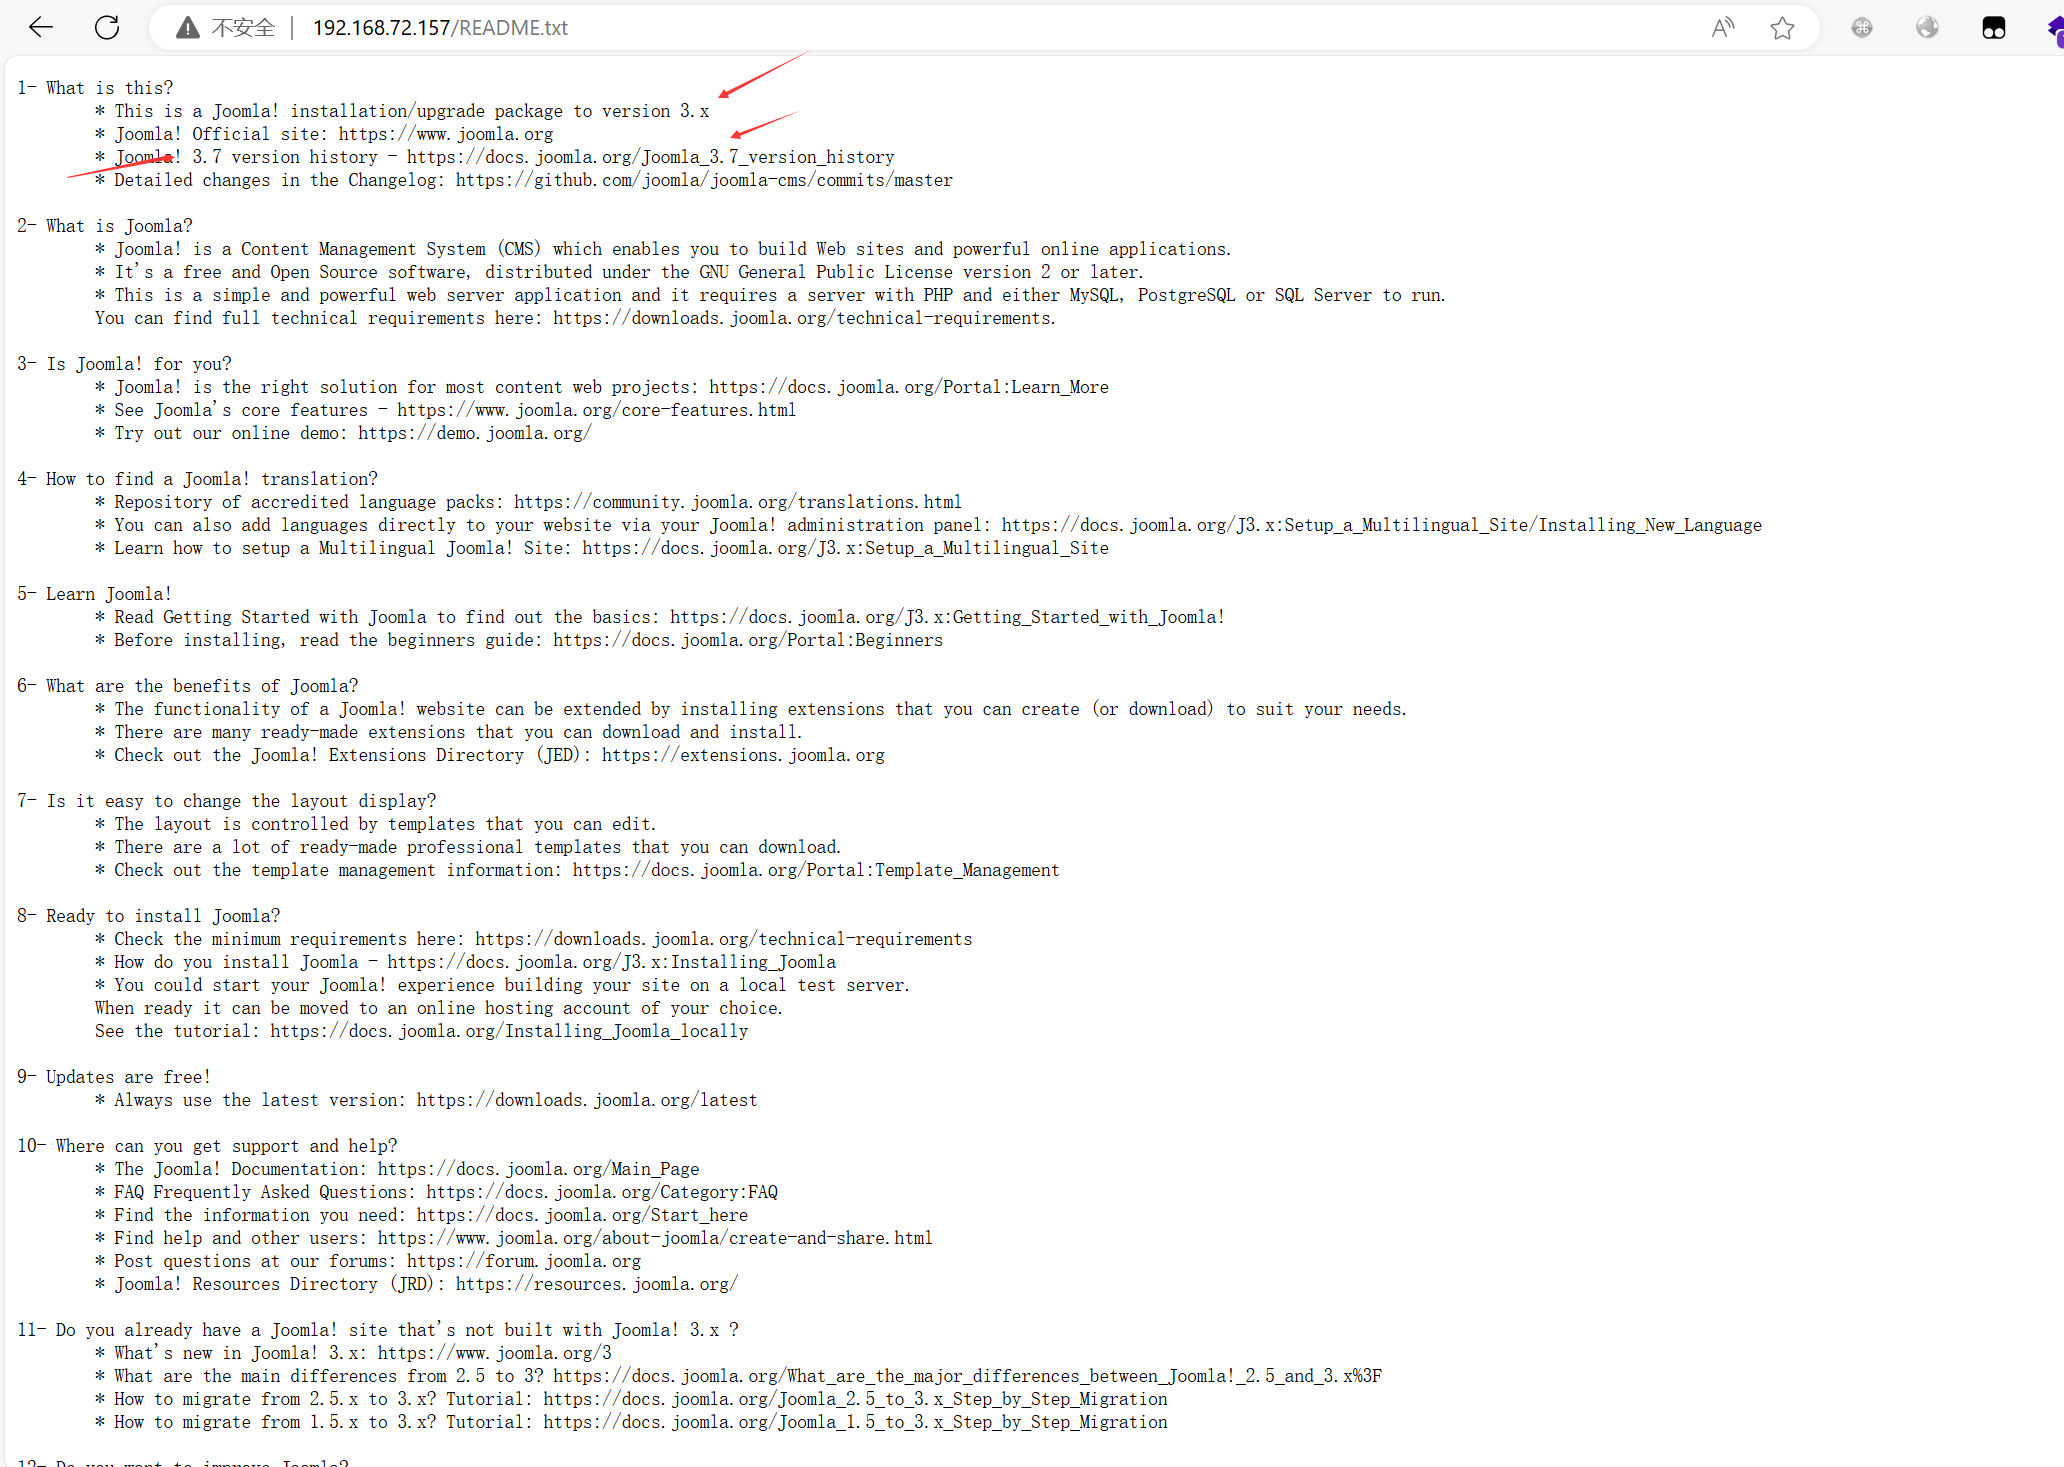 不安全 192.168.72.157/README.txt
1- What is this?
* This is a Joomla! installation/upgrade package to version 3.x
* Joomla! Official site: https://www.joomla.org
* Joomla! 3.7 version history - https://docs.joomla.org/Joomla_3.7_version_history
* Detailed changes in the Changelog: https://github.com/joomla/joomla-cms/commits/master
2- What is Joomla?
* Joomla! is a Content Management System (CMS) which enables you to build Web sites and powerful online applications.
* It's a free and Open Source software, distributed under the GNU General Public License version 2 or later.
* This is a simple and powerful web server application and it requires a server with PHP and either MySQL, PostgreSQL or SQL Server to run.
You can find full technical requirements here: https://downloads.joomla.org/technical-requirements.
3- Is Joomla! for you?
* Joomla! is the right solution for most content web projects: https://docs.joomla.org/Portal:Learn_More
* See Joomla's core features - https://www.joomla.org/core-features.html
* Try out our online demo: https://demo.joomla.org/
4- How to find a Joomla! translation?
* Repository of accredited language packs: https://community.joomla.org/translations.html
* You can also add languages directly to your website via your Joomla! administration panel: https://docs.joomla.org/J3.x:Setup_a_Multilingual_Site/Installing_New_Language
* Learn how to setup a Multilingual Joomla! Site: https://docs.joomla.org/J3.x:Setup_a_Multilingual_Site
5- Learn Joomla!
* Read Getting Started with Joomla to find out the basics: https://docs.joomla.org/J3.x:Getting_Started_with_Joomla!
* Before installing, read the beginners guide: https://docs.joomla.org/Portal:Beginners
6- What are the benefits of Joomla?
* The functionality of a Joomla! website can be extended by installing extensions that you can create (or download) to suit your needs.
* There are many ready-made extensions that you can download and install.
* Check out the Joomla! Extensions Directory (JED): https://extensions.joomla.org
7- Is it easy to change the layout display?
* The layout is controlled by templates that you can edit.
* There are a lot of ready-made professional templates that you can download.
* Check out the template management information: https://docs.joomla.org/Portal:Template_Management
8- Ready to install Joomla?
* Check the minimum requirements here: https://downloads.joomla.org/technical-requirements
* How do you install Joomla - https://docs.joomla.org/J3.x:Installing_Joomla
* You could start your Joomla! experience building your site on a local test server.
When ready it can be moved to an online hosting account of your choice.
See the tutorial: https://docs.joomla.org/Installing_Joomla_locally
9- Updates are free!
* Always use the latest version: https://downloads.joomla.org/latest
10- Where can you get support and help?
* The Joomla! Documentation: https://docs.joomla.org/Main_Page
* FAQ Frequently Asked Questions: https://docs.joomla.org/Category:FAQ
* Find the information you need: https://docs.joomla.org/Start_here
* Find help and other users: https://www.joomla.org/about-joomla/create-and-share.html
* Post questions at our forums: https://forum.joomla.org
* Joomla! Resources Directory (JRD): https://resources.joomla.org/
11- Do you already have a Joomla! site that's not built with Joomla! 3.x ?
* What's new in Joomla! 3.x: https://www.joomla.org/3
* What are the main differences from 2.5 to 3? https://docs.joomla.org/What_are_the_major_differences_between_Joomla!_2.5_and_3.x%3F
* How to migrate from 2.5.x to 3.x? Tutorial: https://docs.joomla.org/Joomla_2.5_to_3.x_Step_by_Step_Migration
* How to migrate from 1.5.x to 3.x? Tutorial: https://docs.joomla.org/Joomla_1.5_to_3.x_Step_by_Step_Migration
12- Do you want to improve Joomla?